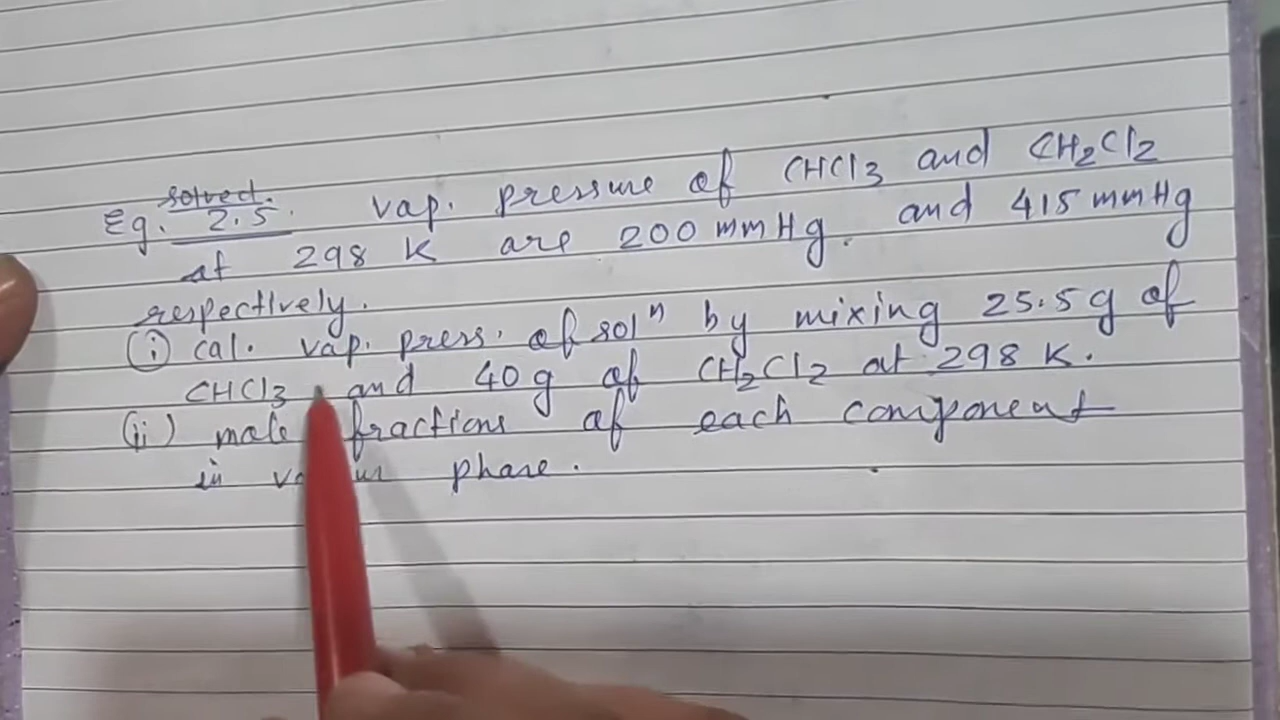 solved.
Eg. 2.5. vap. pressure of CHCl3 and CH2Cl2
at 298 K are 200 mmHg. and 415 mmHg
respectively.
(i) cal. vap. press. of solⁿ by mixing 25.5g of
CHCl3 and 40g of CH2Cl2 at 298 K.
(ii) mole fractions of each component
in phase.